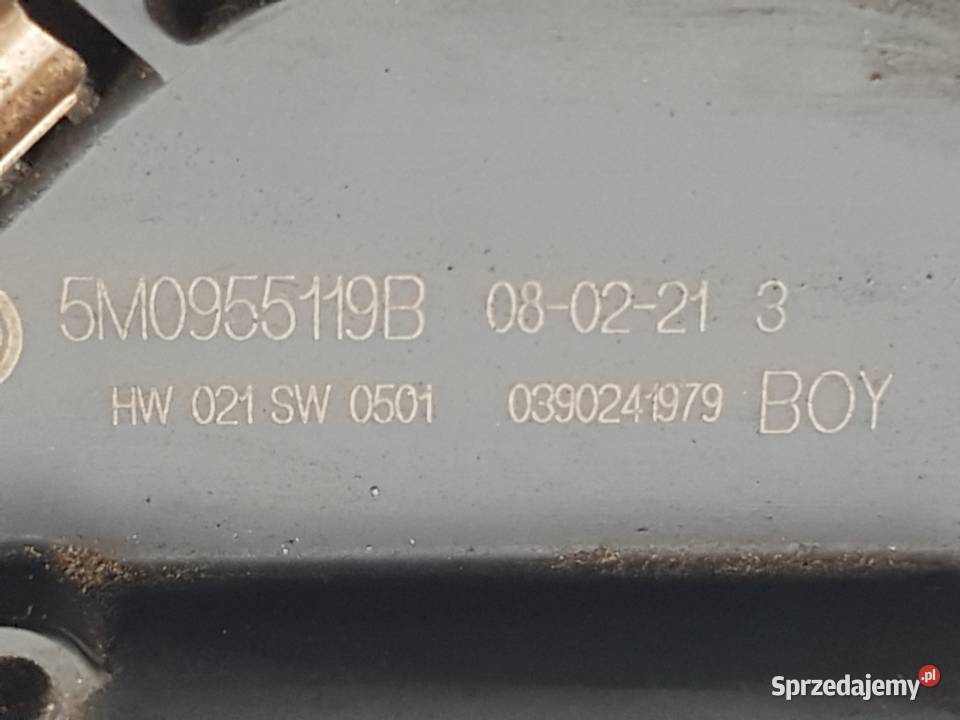 5M0955119B 08-02-21 3
HW 021 SW 0501 0390241979 BOY
Sprzedajemy.pl